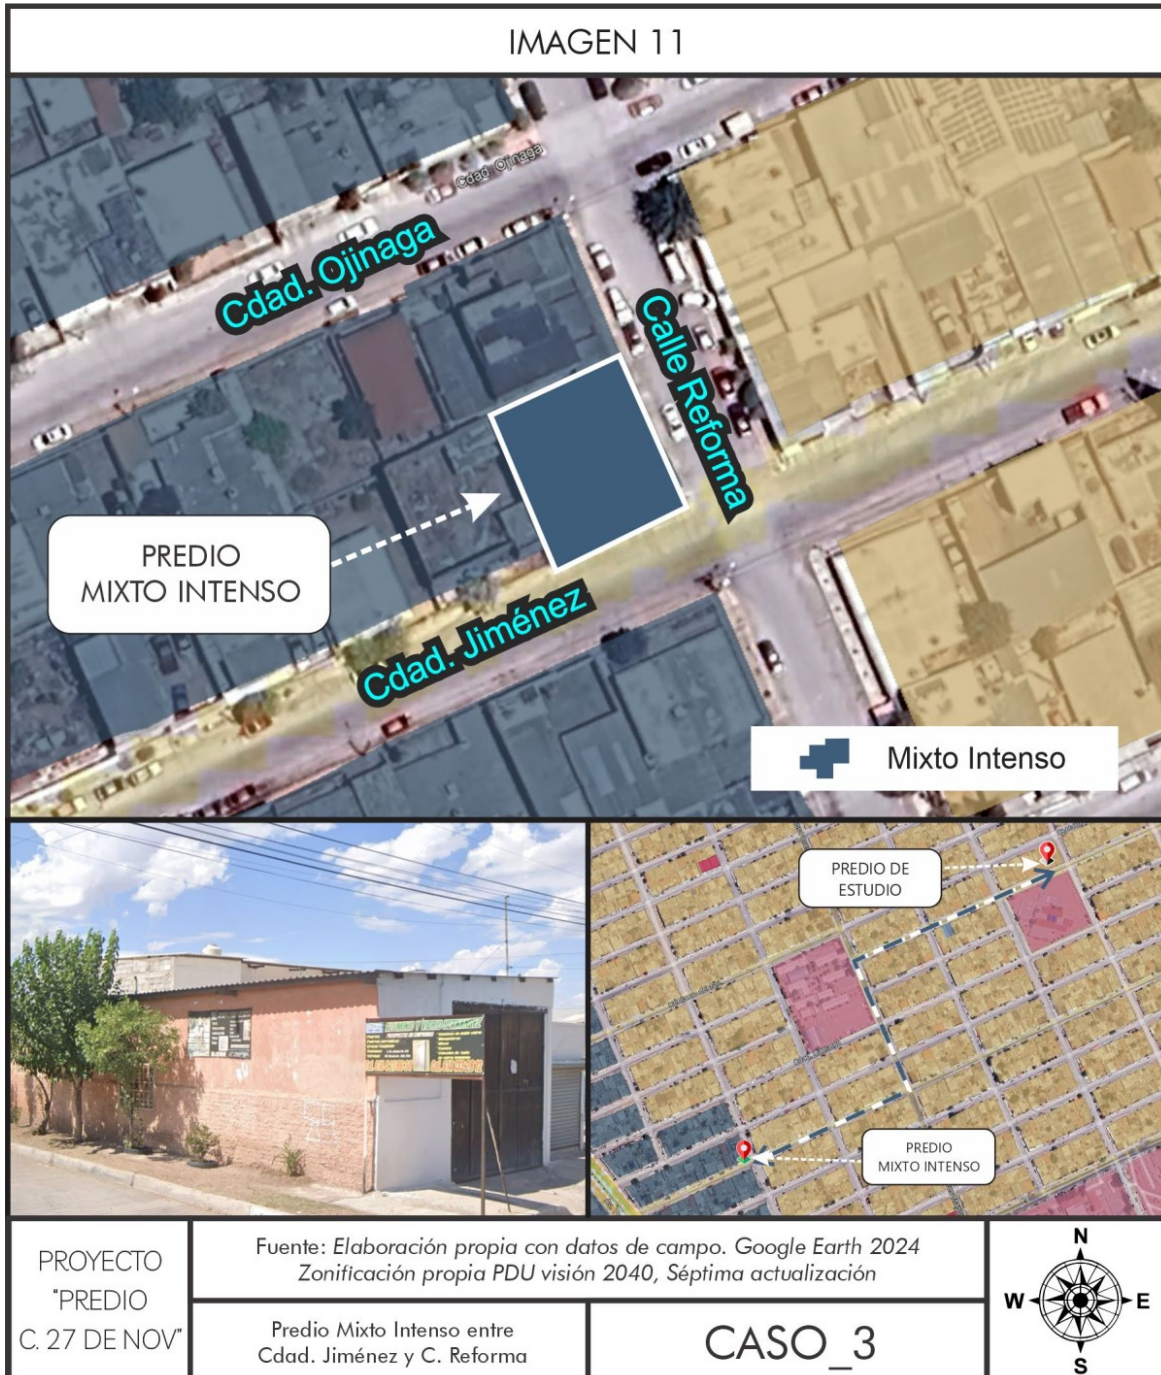 IMAGEN 11
Cdad. Ojinaga
Cdad. Ojinaga
Calle Reforma
PREDIO
MIXTO INTENSO
Cdad. Jiménez
Mixto Intenso
PREDIO DE
ESTUDIO
PREDIO
MIXTO INTENSO
PROYECTO
"PREDIO
C. 27 DE NOV"
Fuente: Elaboración propia con datos de campo. Google Earth 2024
Zonificación propia PDU visión 2040, Séptima actualización
Predio Mixto Intenso entre
Cdad. Jiménez y C. Reforma
CASO_3
N
W
E
S